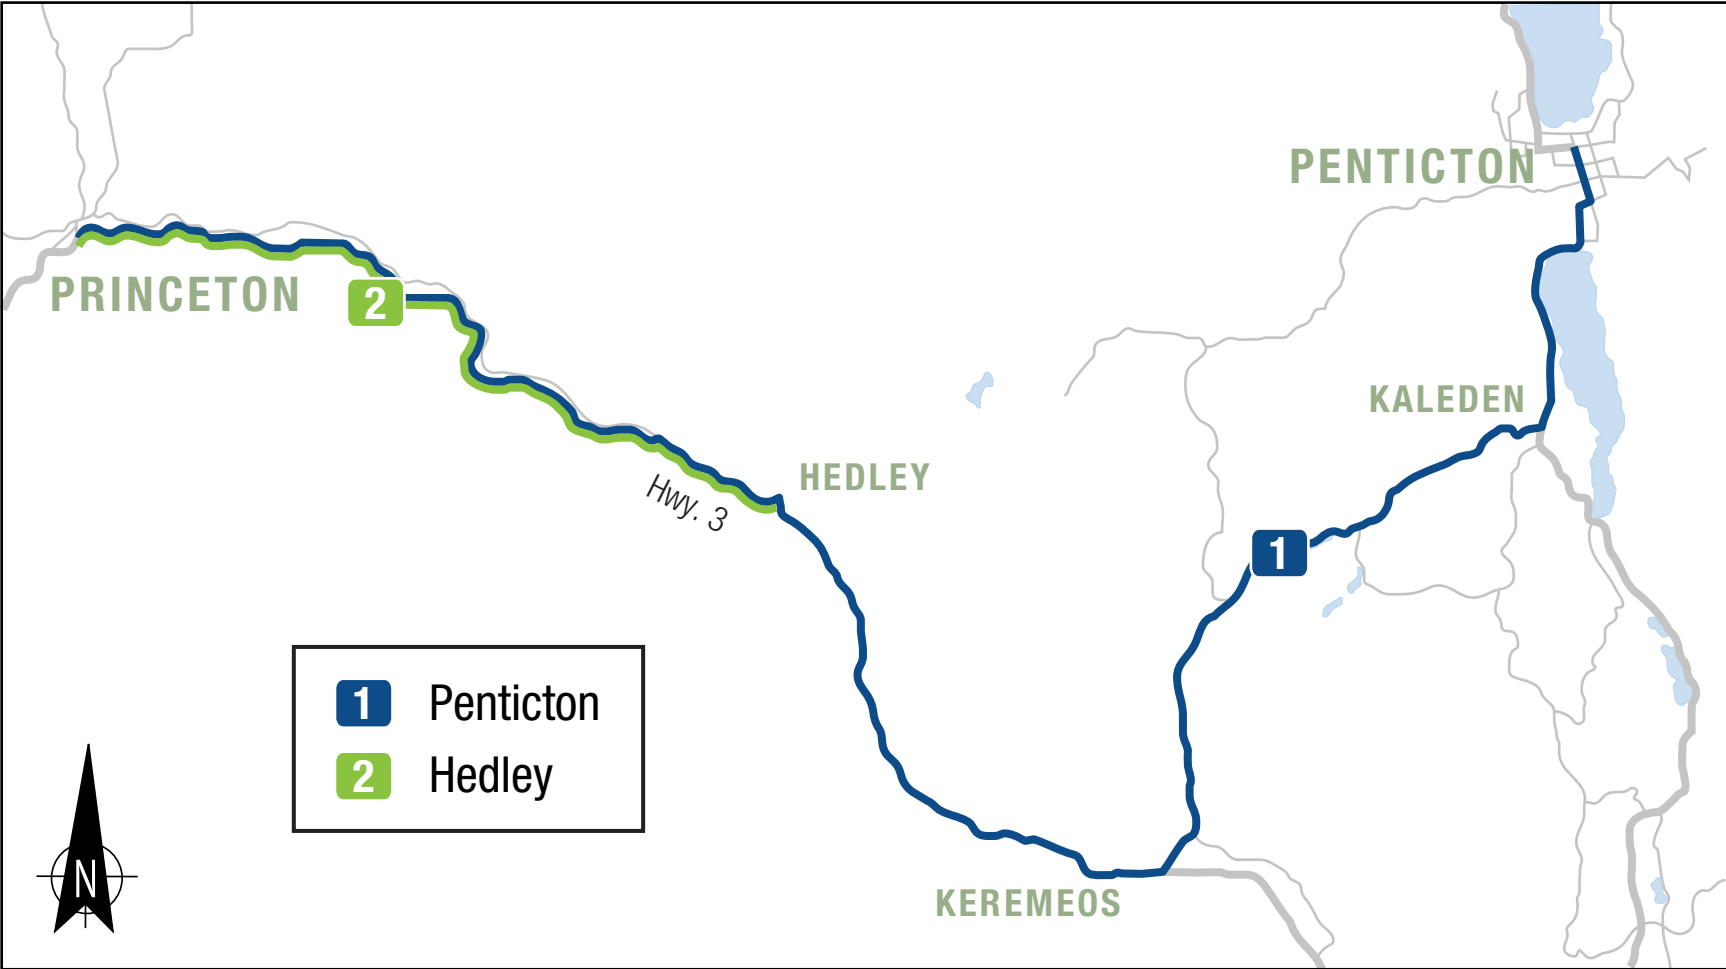 PENTICTON
PRINCETON
2
KALEDEN
HEDLEY
Hwy. 3
1
1 Penticton
2 Hedley
N
KEREMEOS